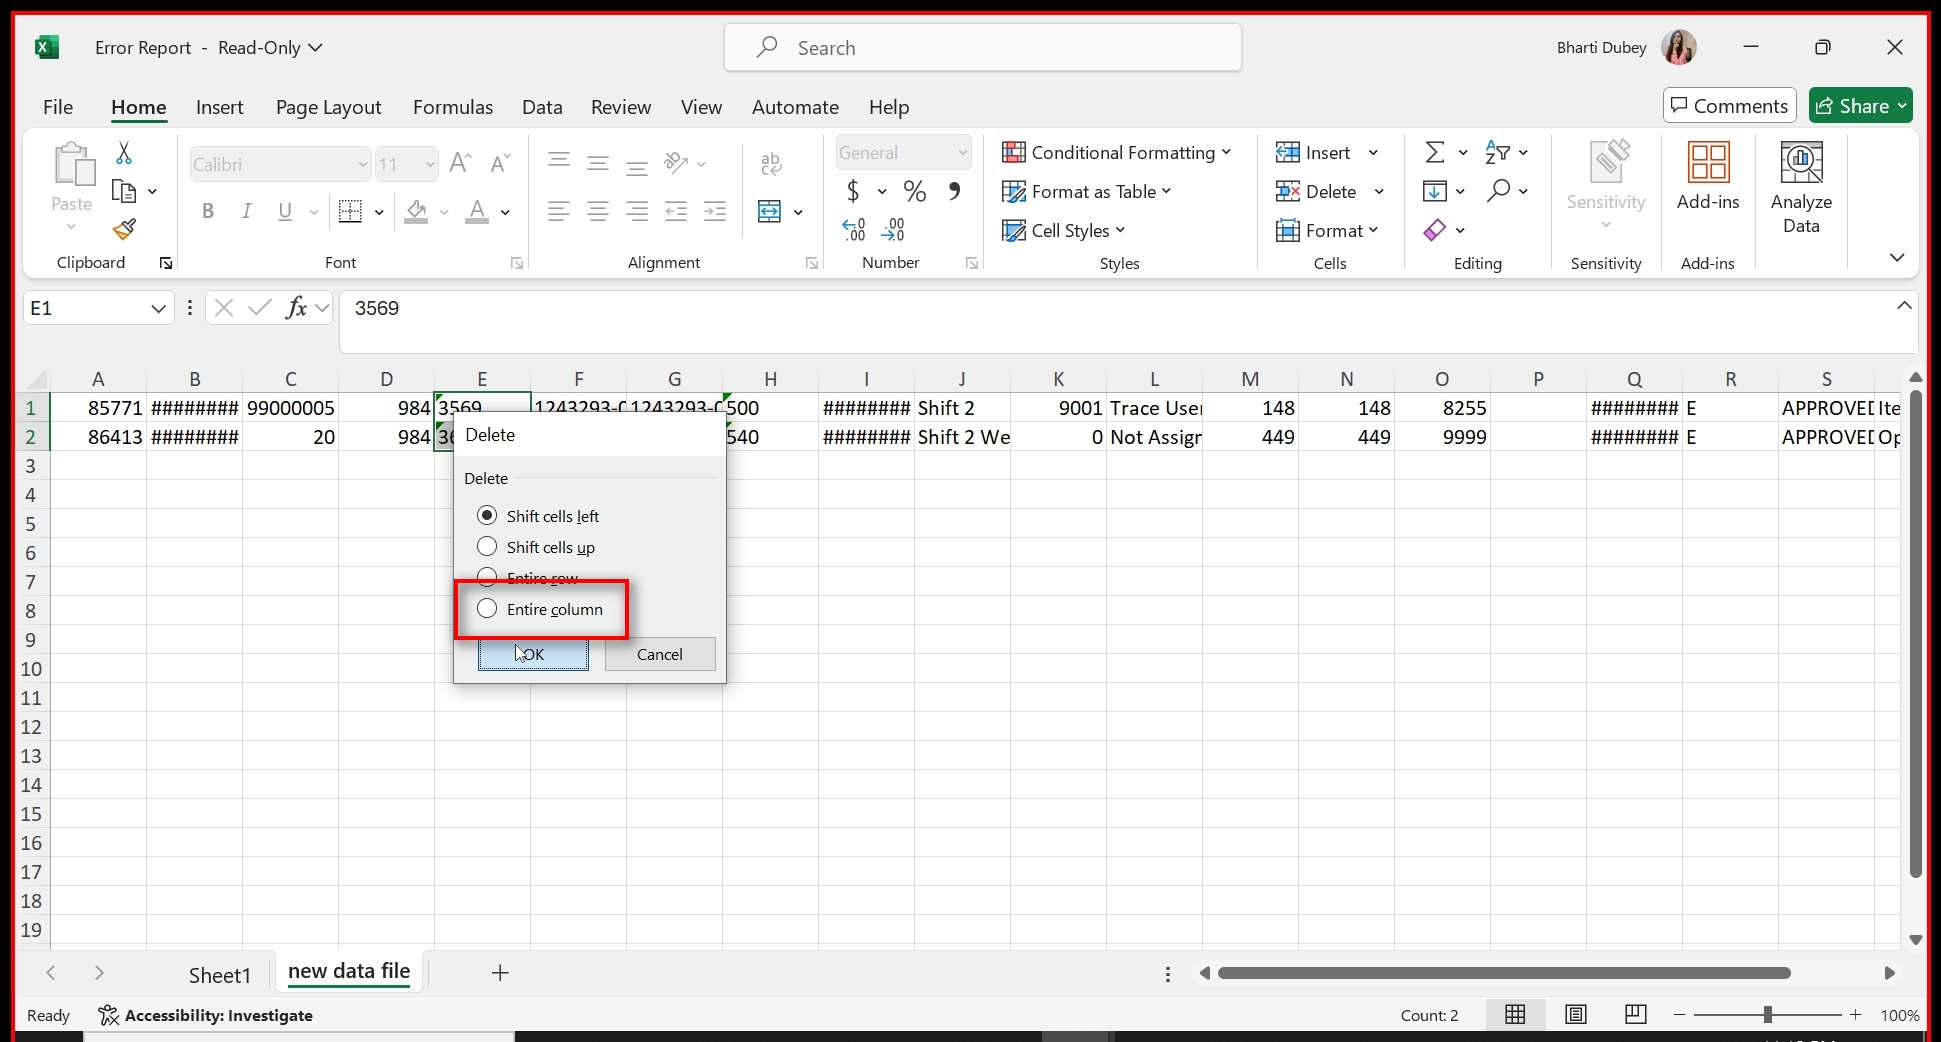 Error Report - Read-Only
Search
Bharti Dubey
File Home Insert Page Layout Formulas Data Review View Automate Help
Comments Share
Paste
Clipboard
Calibri 11
B I U A
Font
ab
Alignment
General
$ % ,
.00 .00
Number
Conditional Formatting
Format as Table
Cell Styles
Styles
Insert
Delete
Format
Cells
Editing
Sensitivity
Sensitivity
Add-ins
Add-ins
Analyze
Data
E1 fx 3569
A B C D E F G H I J K L M N O P Q R S
1 85771 ######## 99000005 984 3569 1243293-0 1243293-0 500 ######## Shift 2 9001 Trace User 148 148 8255 ######## E APPROVED Ite
2 86413 ######## 20 984 36 540 ######## Shift 2 We 0 Not Assign 449 449 9999 ######## E APPROVED Op
3
4
5
6
7
8
9
10
11
12
13
14
15
16
17
18
19
Delete
Delete
Shift cells left
Shift cells up
Entire row
Entire column
OK Cancel
Sheet1 new data file
Ready Accessibility: Investigate Count: 2 100%